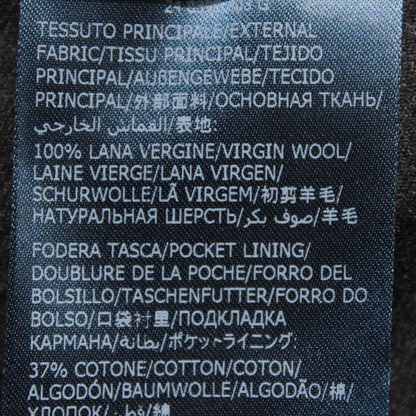 TESSUTO PRINCIPALE/EXTERNAL
FABRIC/TISSU PRINCIPAL/TEJIDO
PRINCIPAL/AUßENGEWEBE/TECIDO
PRINCIPAL/外部面料/ОСНОВНАЯ ТКАНЬ/
القماش الخارجي/表地:
100% LANA VERGINE/VIRGIN WOOL/
LAINE VIERGE/LANA VIRGEN/
SCHURWOLLE/LÃ VIRGEM/初剪羊毛/
НАТУРАЛЬНАЯ ШЕРСТЬ/صوف بكر/羊毛
FODERA TASCA/POCKET LINING/
DOUBLURE DE LA POCHE/FORRO DEL
BOLSILLO/TASCHENFUTTER/FORRO DO
BOLSO/口袋衬里/ПОДКЛАДКА
КАРМАНА/بطانة/ポケットライニング:
37% COTONE/COTTON/COTON/
ALGODÓN/BAUMWOLLE/ALGODÃO/棉/
ХЛОПОК/قطن/綿